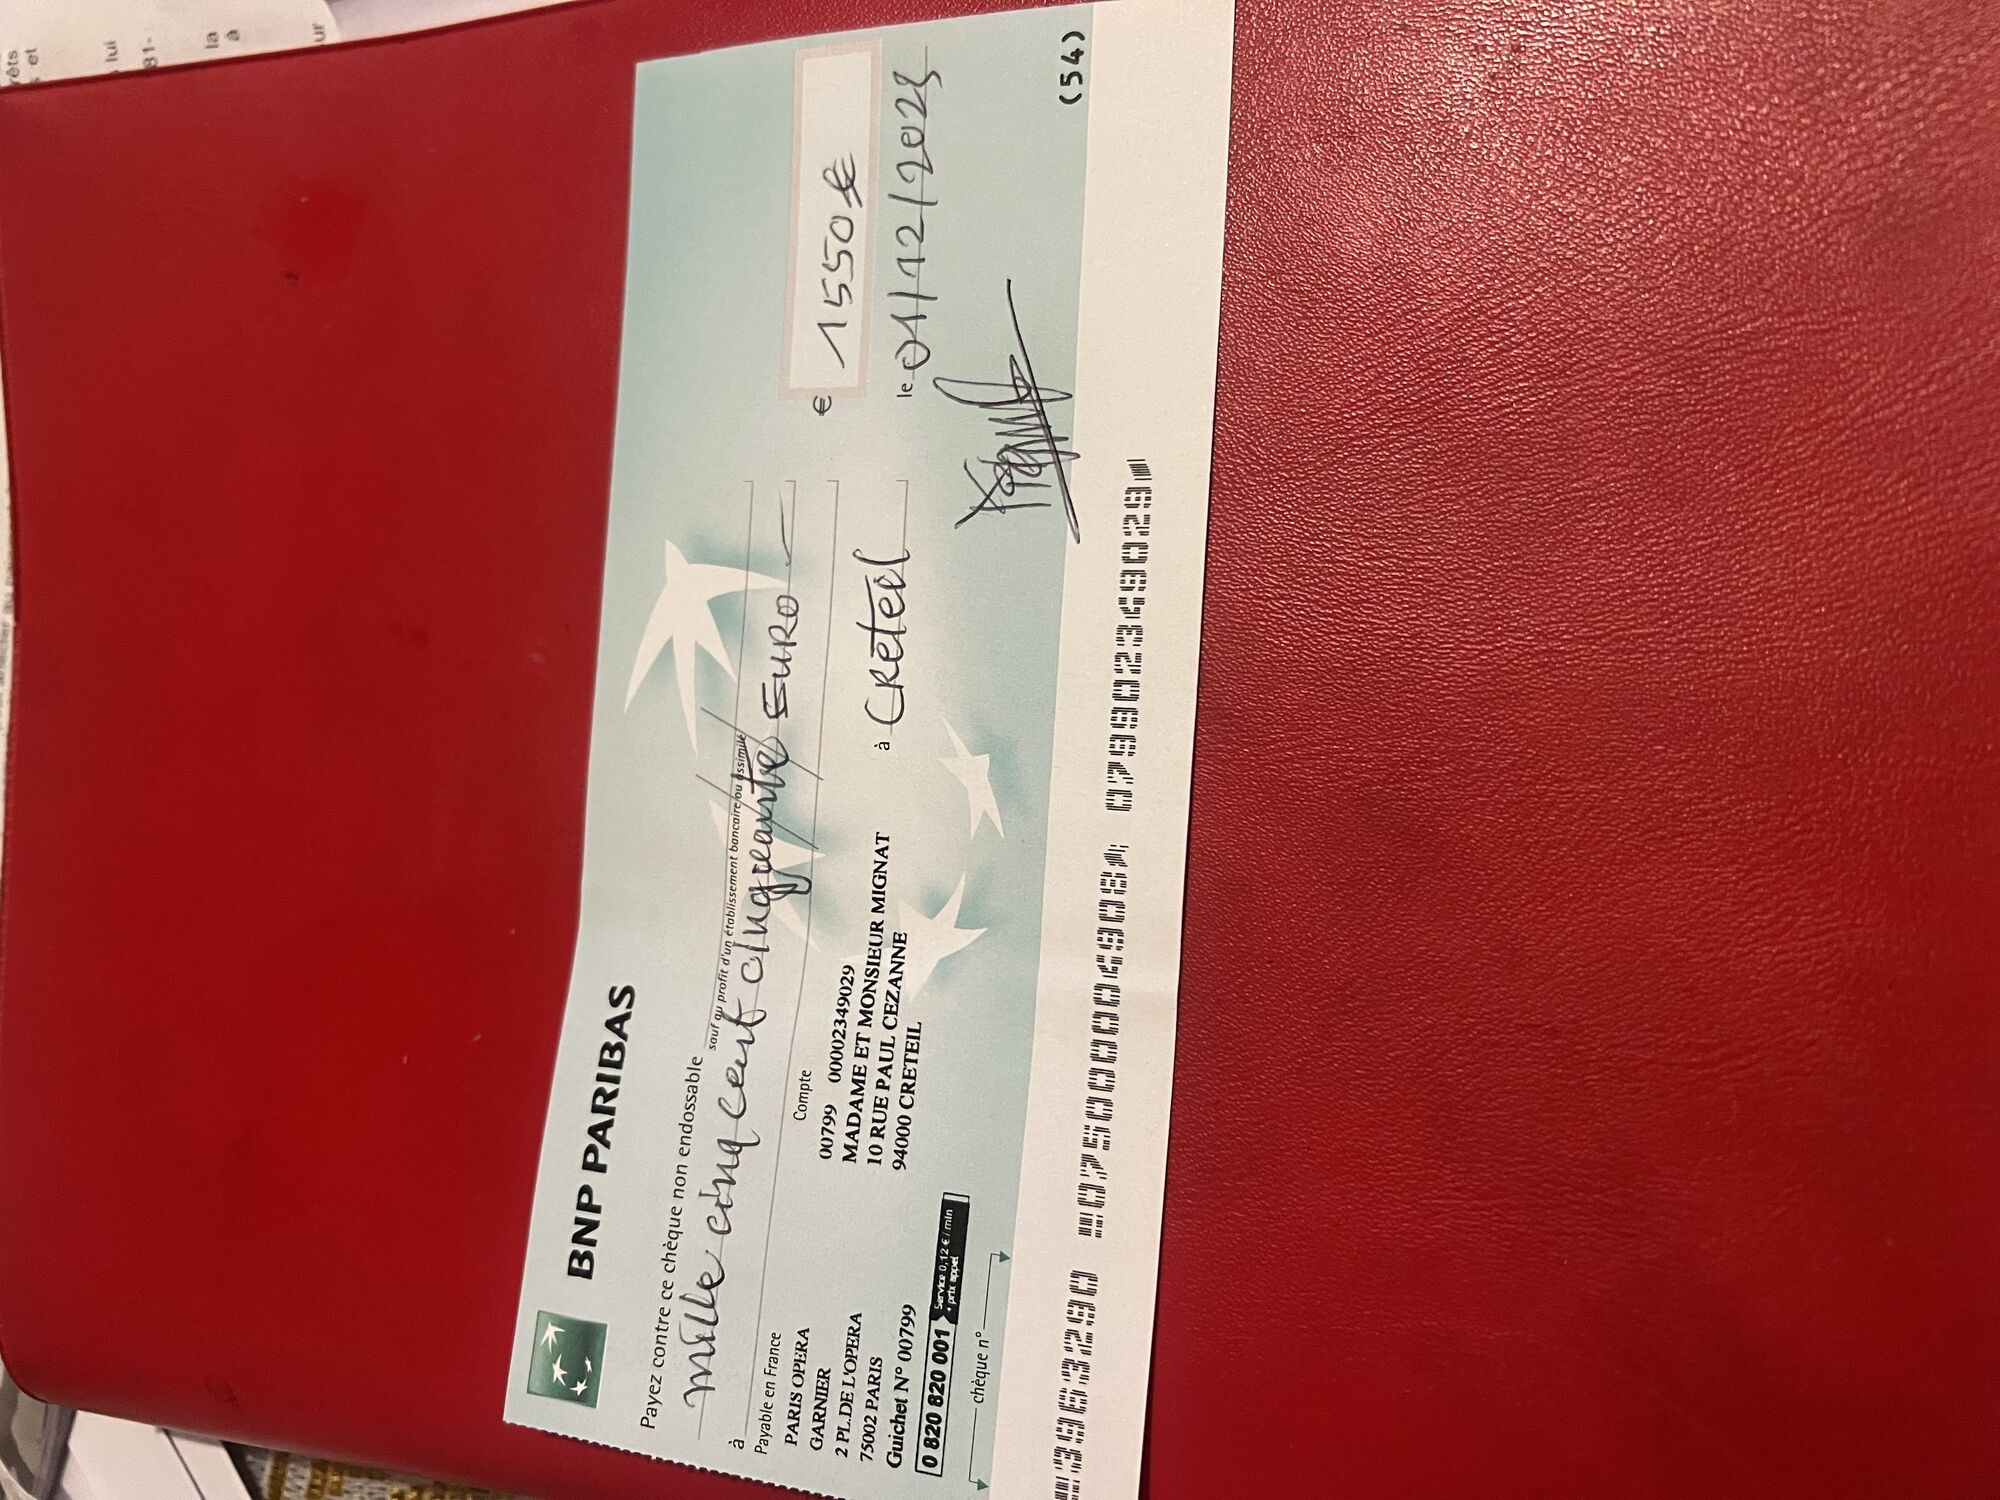 BNP PARIBAS
Payez contre ce chèque non endossable
sauf au profit d'un établissement bancaire ou assimilé
mille cinq cent cinqueante EURO
€ 1550 €
à
Payable en France
PARIS OPERA
GARNIER
2 PL.DE L'OPERA
75002 PARIS
Guichet N° 00799
0 820 820 001
Service 0,12 € / min
+ prix appel
Compte
00799 00002349029
MADAME ET MONSIEUR MIGNAT
10 RUE PAUL CEZANNE
94000 CRETEIL
à Créteil
le 01/12/2023
chèque n°
(54)